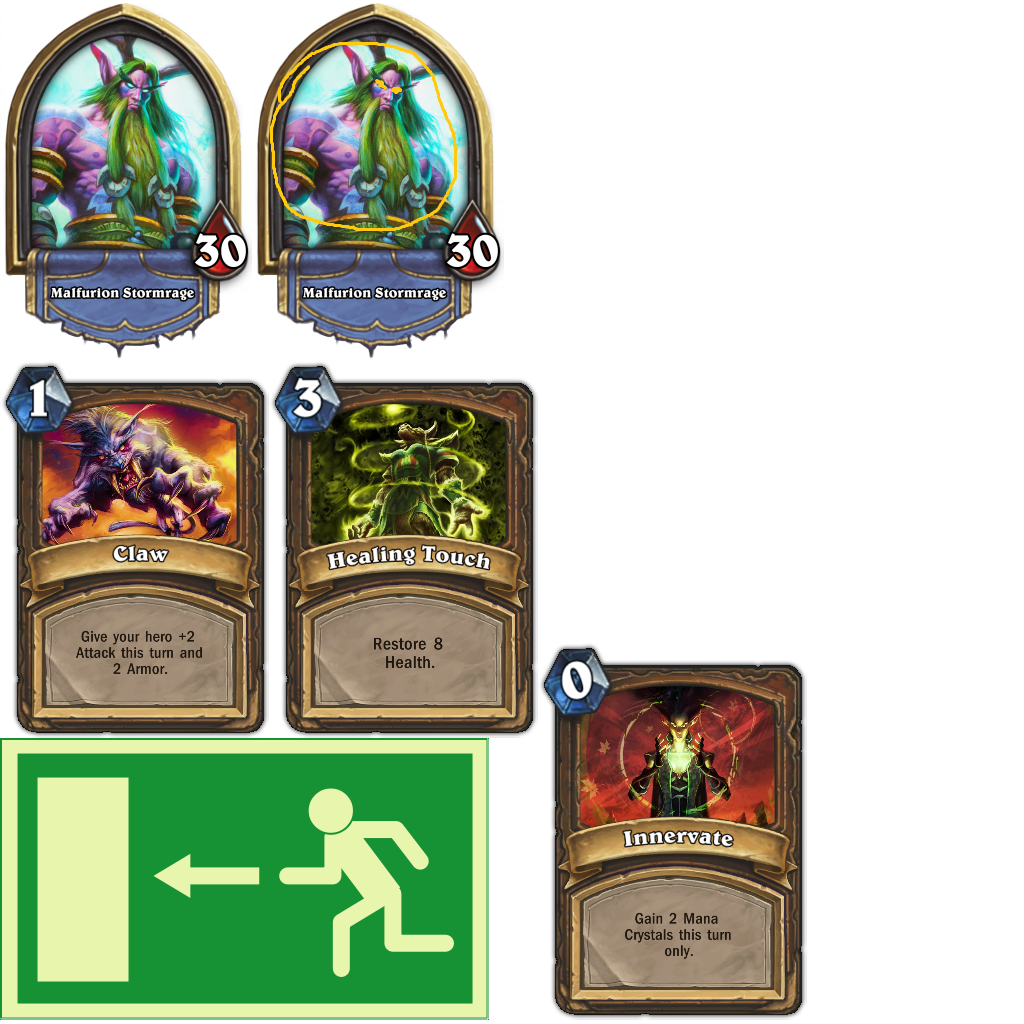 30
30
Malfurion Stormrage
Malfurion Stormrage
1
3
Claw
Healing Touch
Give your hero +2
Attack this turn and
2 Armor.
Restore 8
Health.
0
Innervate
Gain 2 Mana
Crystals this turn
only.